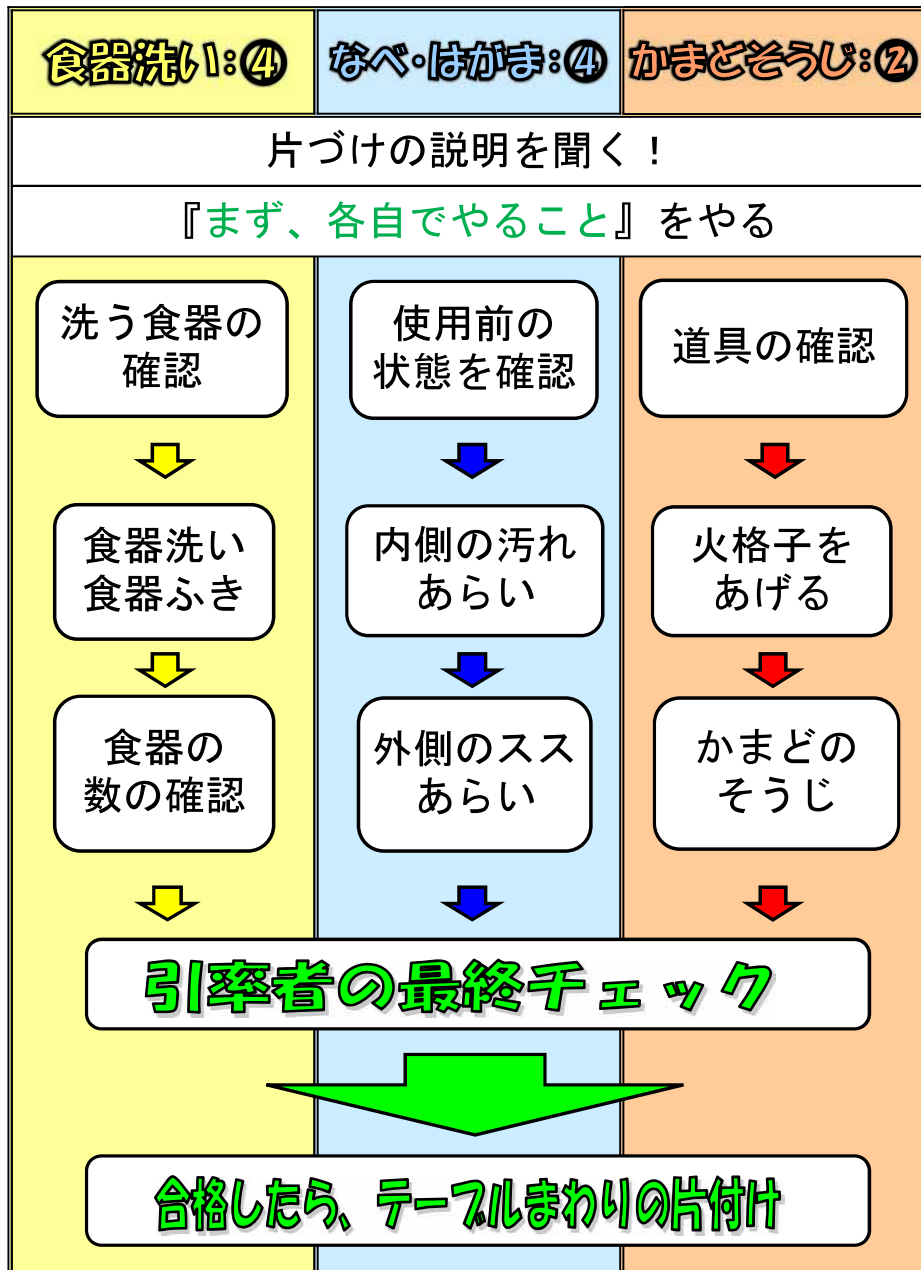 食器洗い:❹
なべ・はがま:❹
かまどそうじ:❷
片づけの説明を聞く!
『まず、各自でやること』をやる
洗う食器の
確認
使用前の
状態を確認
道具の確認
食器洗い
食器ふき
内側の汚れ
あらい
火格子を
あげる
食器の
数の確認
外側のスス
あらい
かまどの
そうじ
引率者の最終チェック
合格したら、テーブルまわりの片付け